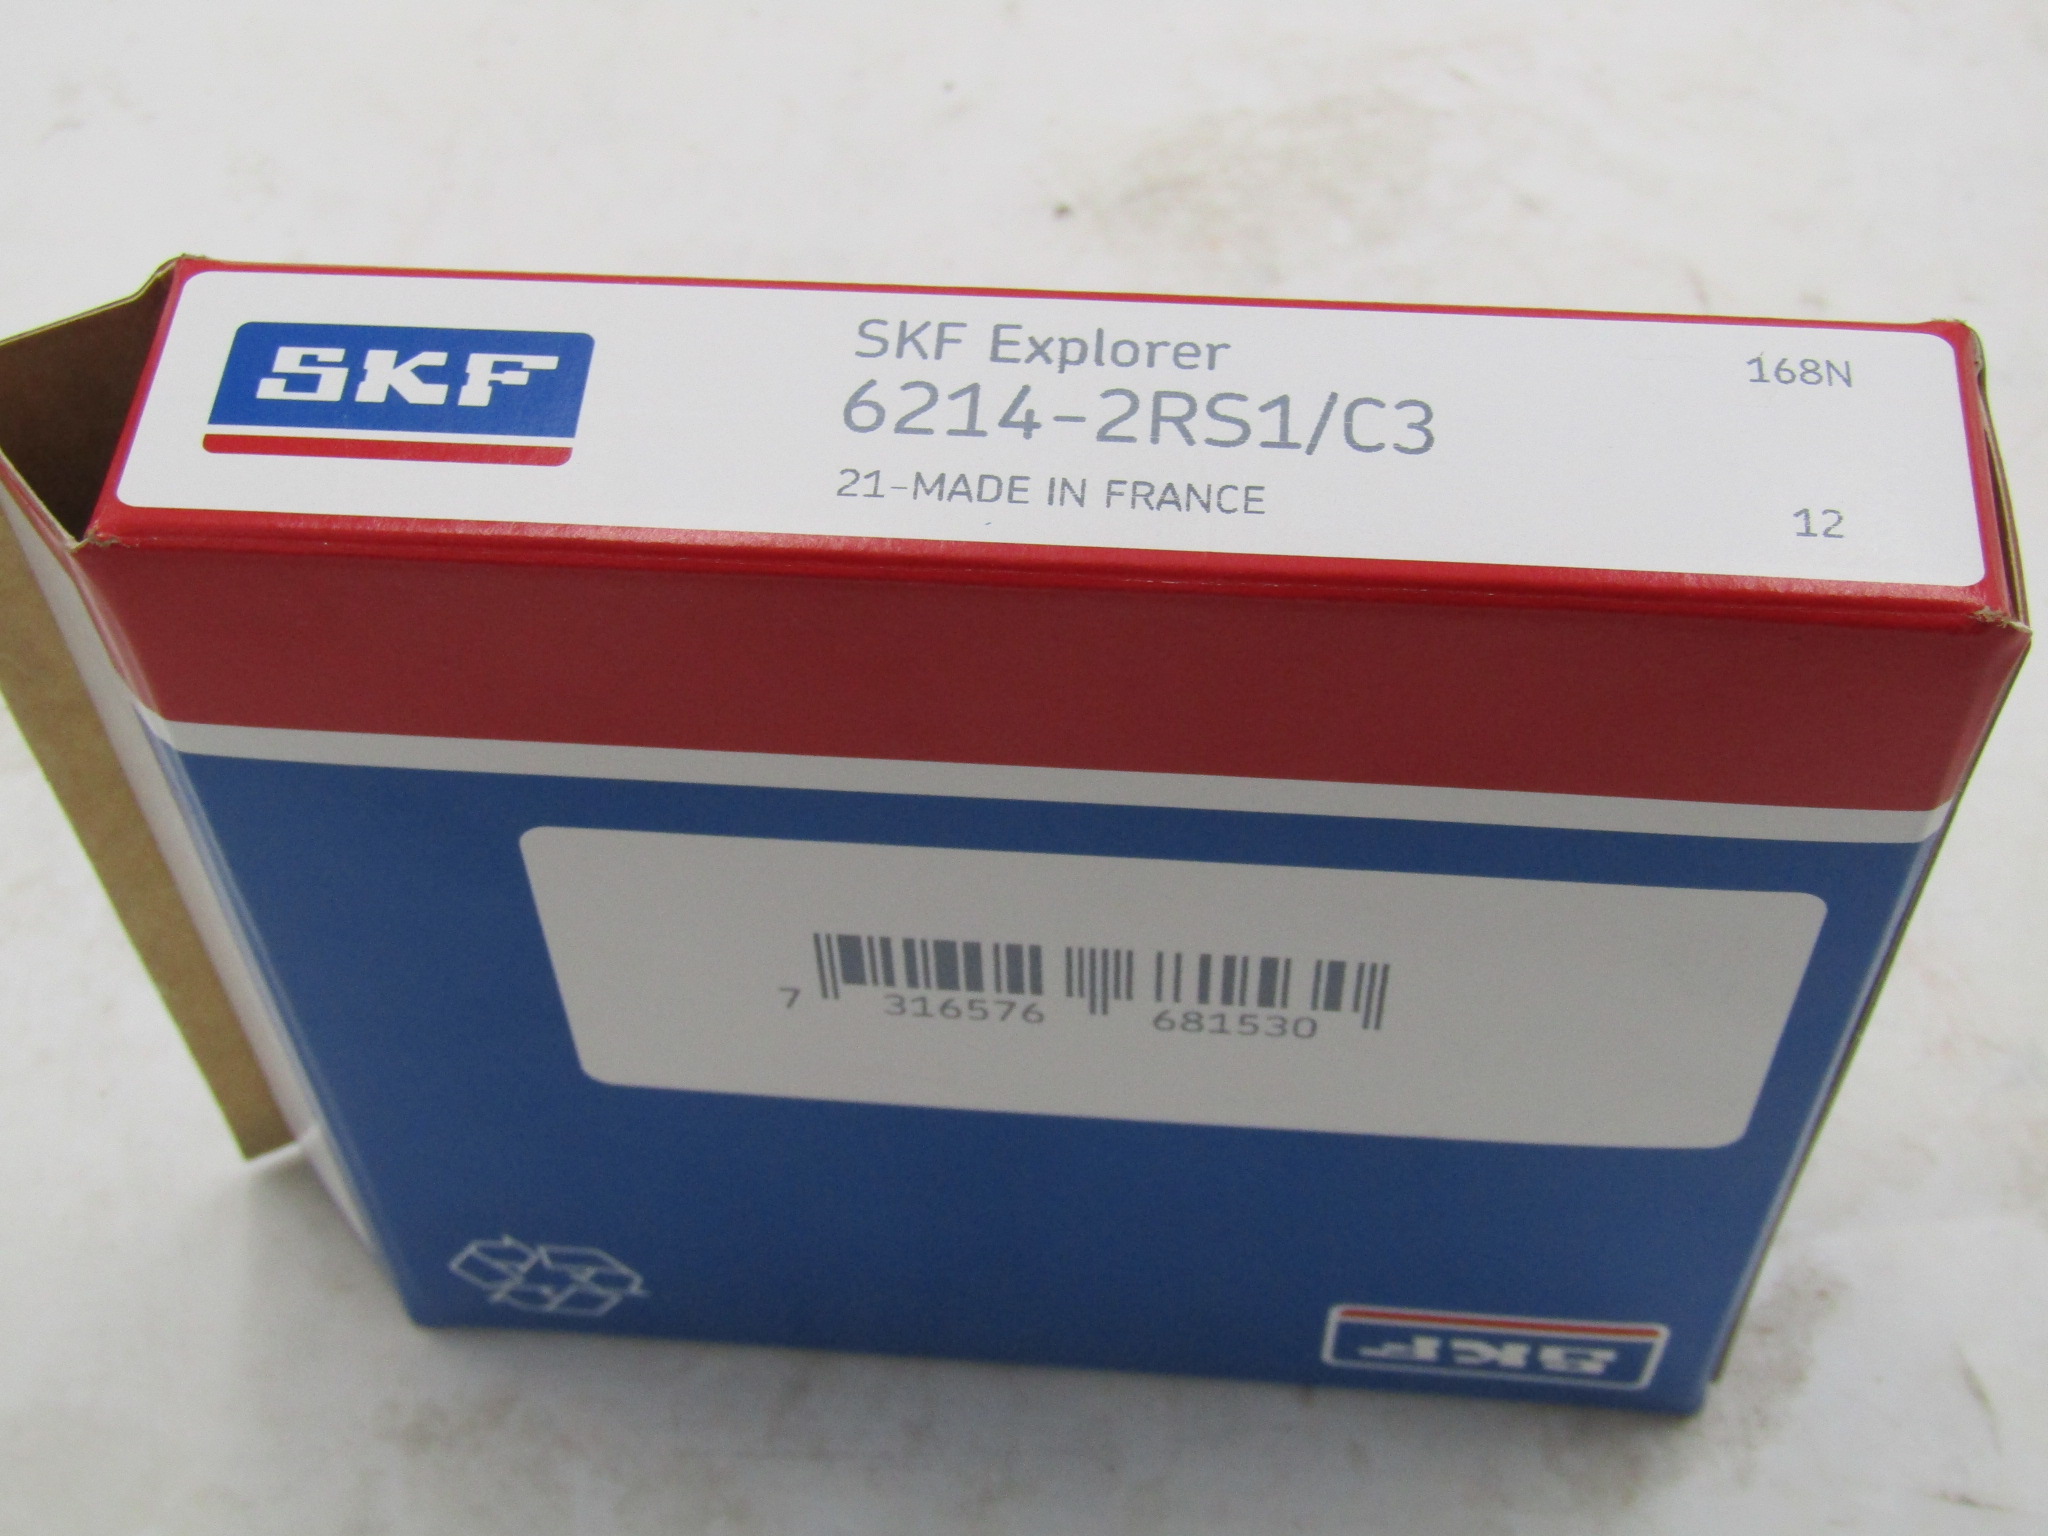 SKF
SKF Explorer
168N
6214-2RS1/C3
21-MADE IN FRANCE
12
7 316576 681530
SKF